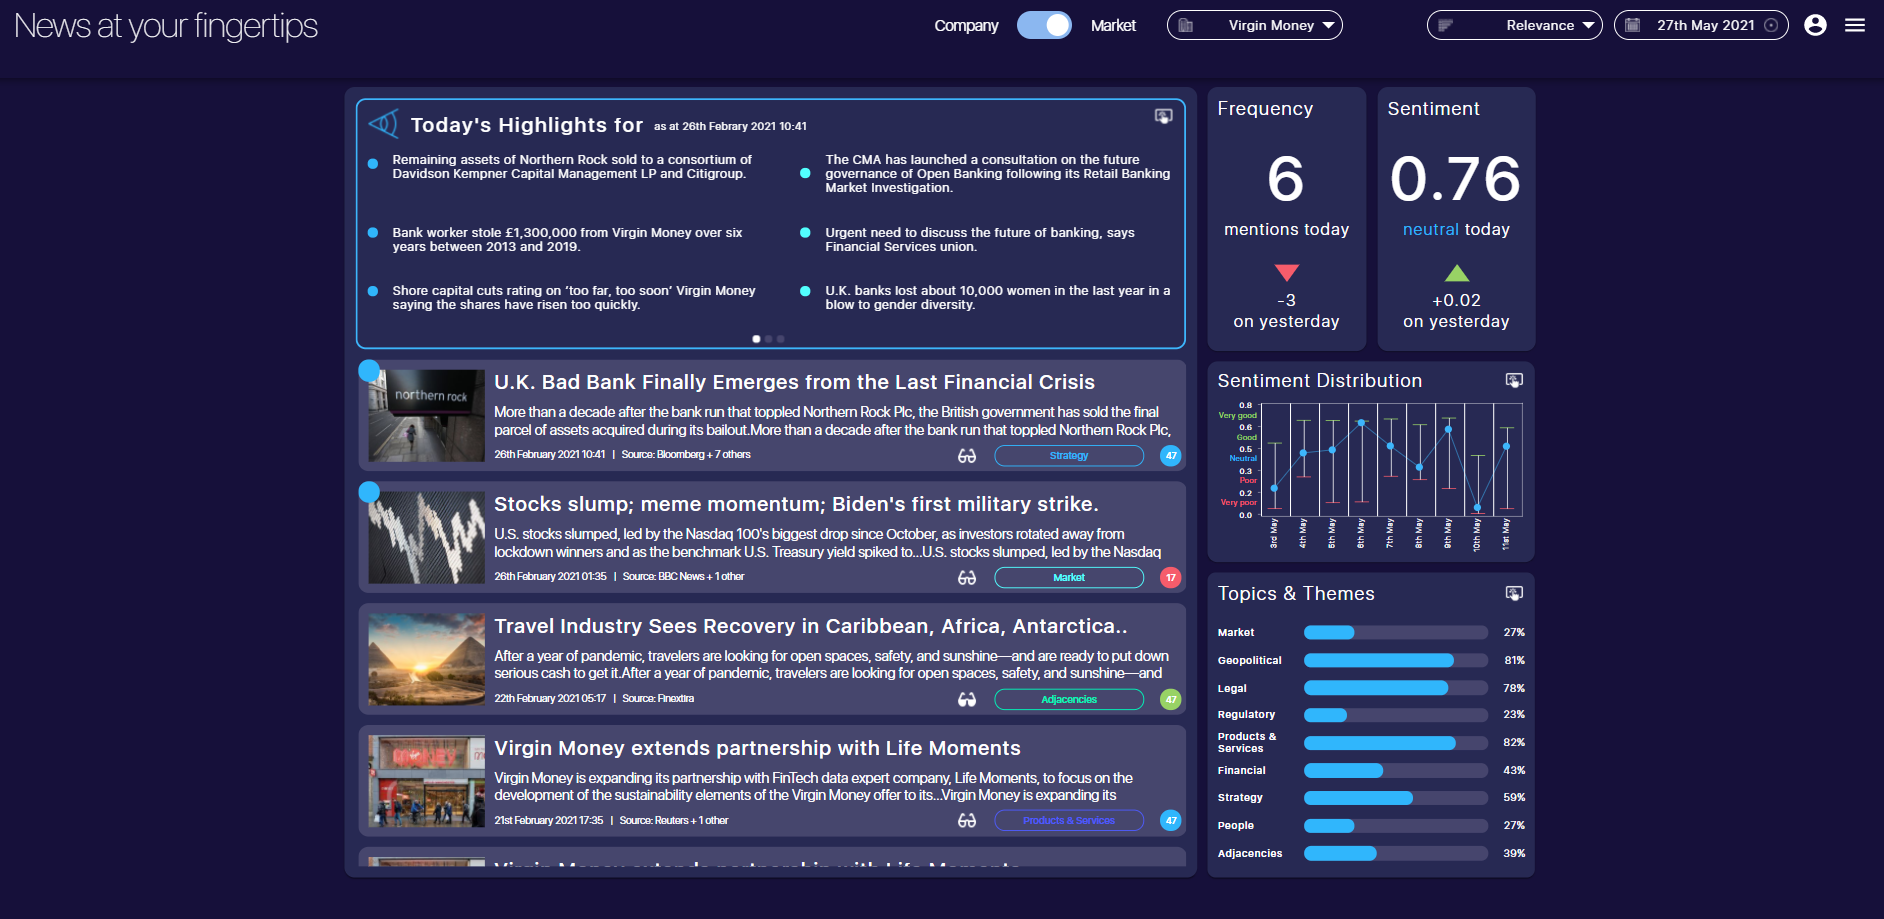 News at your fingertips
Company
Market
Virgin Money
Relevance
27th May 2021
Today's Highlights for as at 26th Febrary 2021 10:41
Remaining assets of Northern Rock sold to a consortium of
Davidson Kempner Capital Management LP and Citigroup.
Bank worker stole £1,300,000 from Virgin Money over six
years between 2013 and 2019.
Shore capital cuts rating on 'too far, too soon' Virgin Money
saying the shares have risen too quickly.
The CMA has launched a consultation on the future
governance of Open Banking following its Retail Banking
Market Investigation.
Urgent need to discuss the future of banking, says
Financial Services union.
U.K. banks lost about 10,000 women in the last year in a
blow to gender diversity.
northern rock
U.K. Bad Bank Finally Emerges from the Last Financial Crisis
More than a decade after the bank run that toppled Northern Rock Plc, the British government has sold the final
parcel of assets acquired during its bailout.More than a decade after the bank run that toppled Northern Rock Plc,
26th February 2021 10:41 | Source: Bloomberg + 7 others
Strategy
47
Stocks slump; meme momentum; Biden's first military strike.
U.S. stocks slumped, led by the Nasdaq 100's biggest drop since October, as investors rotated away from
lockdown winners and as the benchmark U.S. Treasury yield spiked to...U.S. stocks slumped, led by the Nasdaq
26th February 2021 01:35 | Source: BBC News + 1 other
Market
17
Travel Industry Sees Recovery in Caribbean, Africa, Antarctica..
After a year of pandemic, travelers are looking for open spaces, safety, and sunshine—and are ready to put down
serious cash to get it.After a year of pandemic, travelers are looking for open spaces, safety, and sunshine—and
22th February 2021 05:17 | Source: Finextira
Adjacencies
47
money
Virgin Money extends partnership with Life Moments
Virgin Money is expanding its partnership with FinTech data expert company, Life Moments, to focus on the
development of the sustainability elements of the Virgin Money offer to its...Virgin Money is expanding its
21st February 2021 17:35 | Source: Reuters + 1 other
Products & Services
47
Virgin Money extends partnership with Life Moments
Frequency
6
mentions today
-3
on yesterday
Sentiment
0.76
neutral today
+0.02
on yesterday
Sentiment Distribution
0.8
Very good
0.6
Good
0.5
Neutral
0.3
Poor
0.2
Very poor
0.0
3rd May
4th May
5th May
6th May
7th May
8th May
9th May
10th May
11st May
Topics & Themes
Market 27%
Geopolitical 81%
Legal 78%
Regulatory 23%
Products &
Services 82%
Financial 43%
Strategy 59%
People 27%
Adjacencies 39%